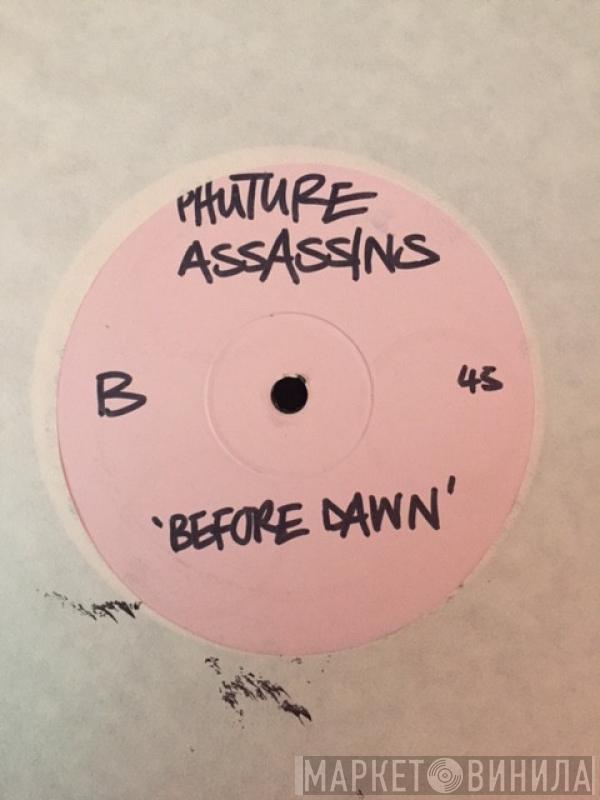 PHUTURE
ASSASSINS
B
45
'BEFORE DAWN'
МАРКЕТ ВИНИЛА